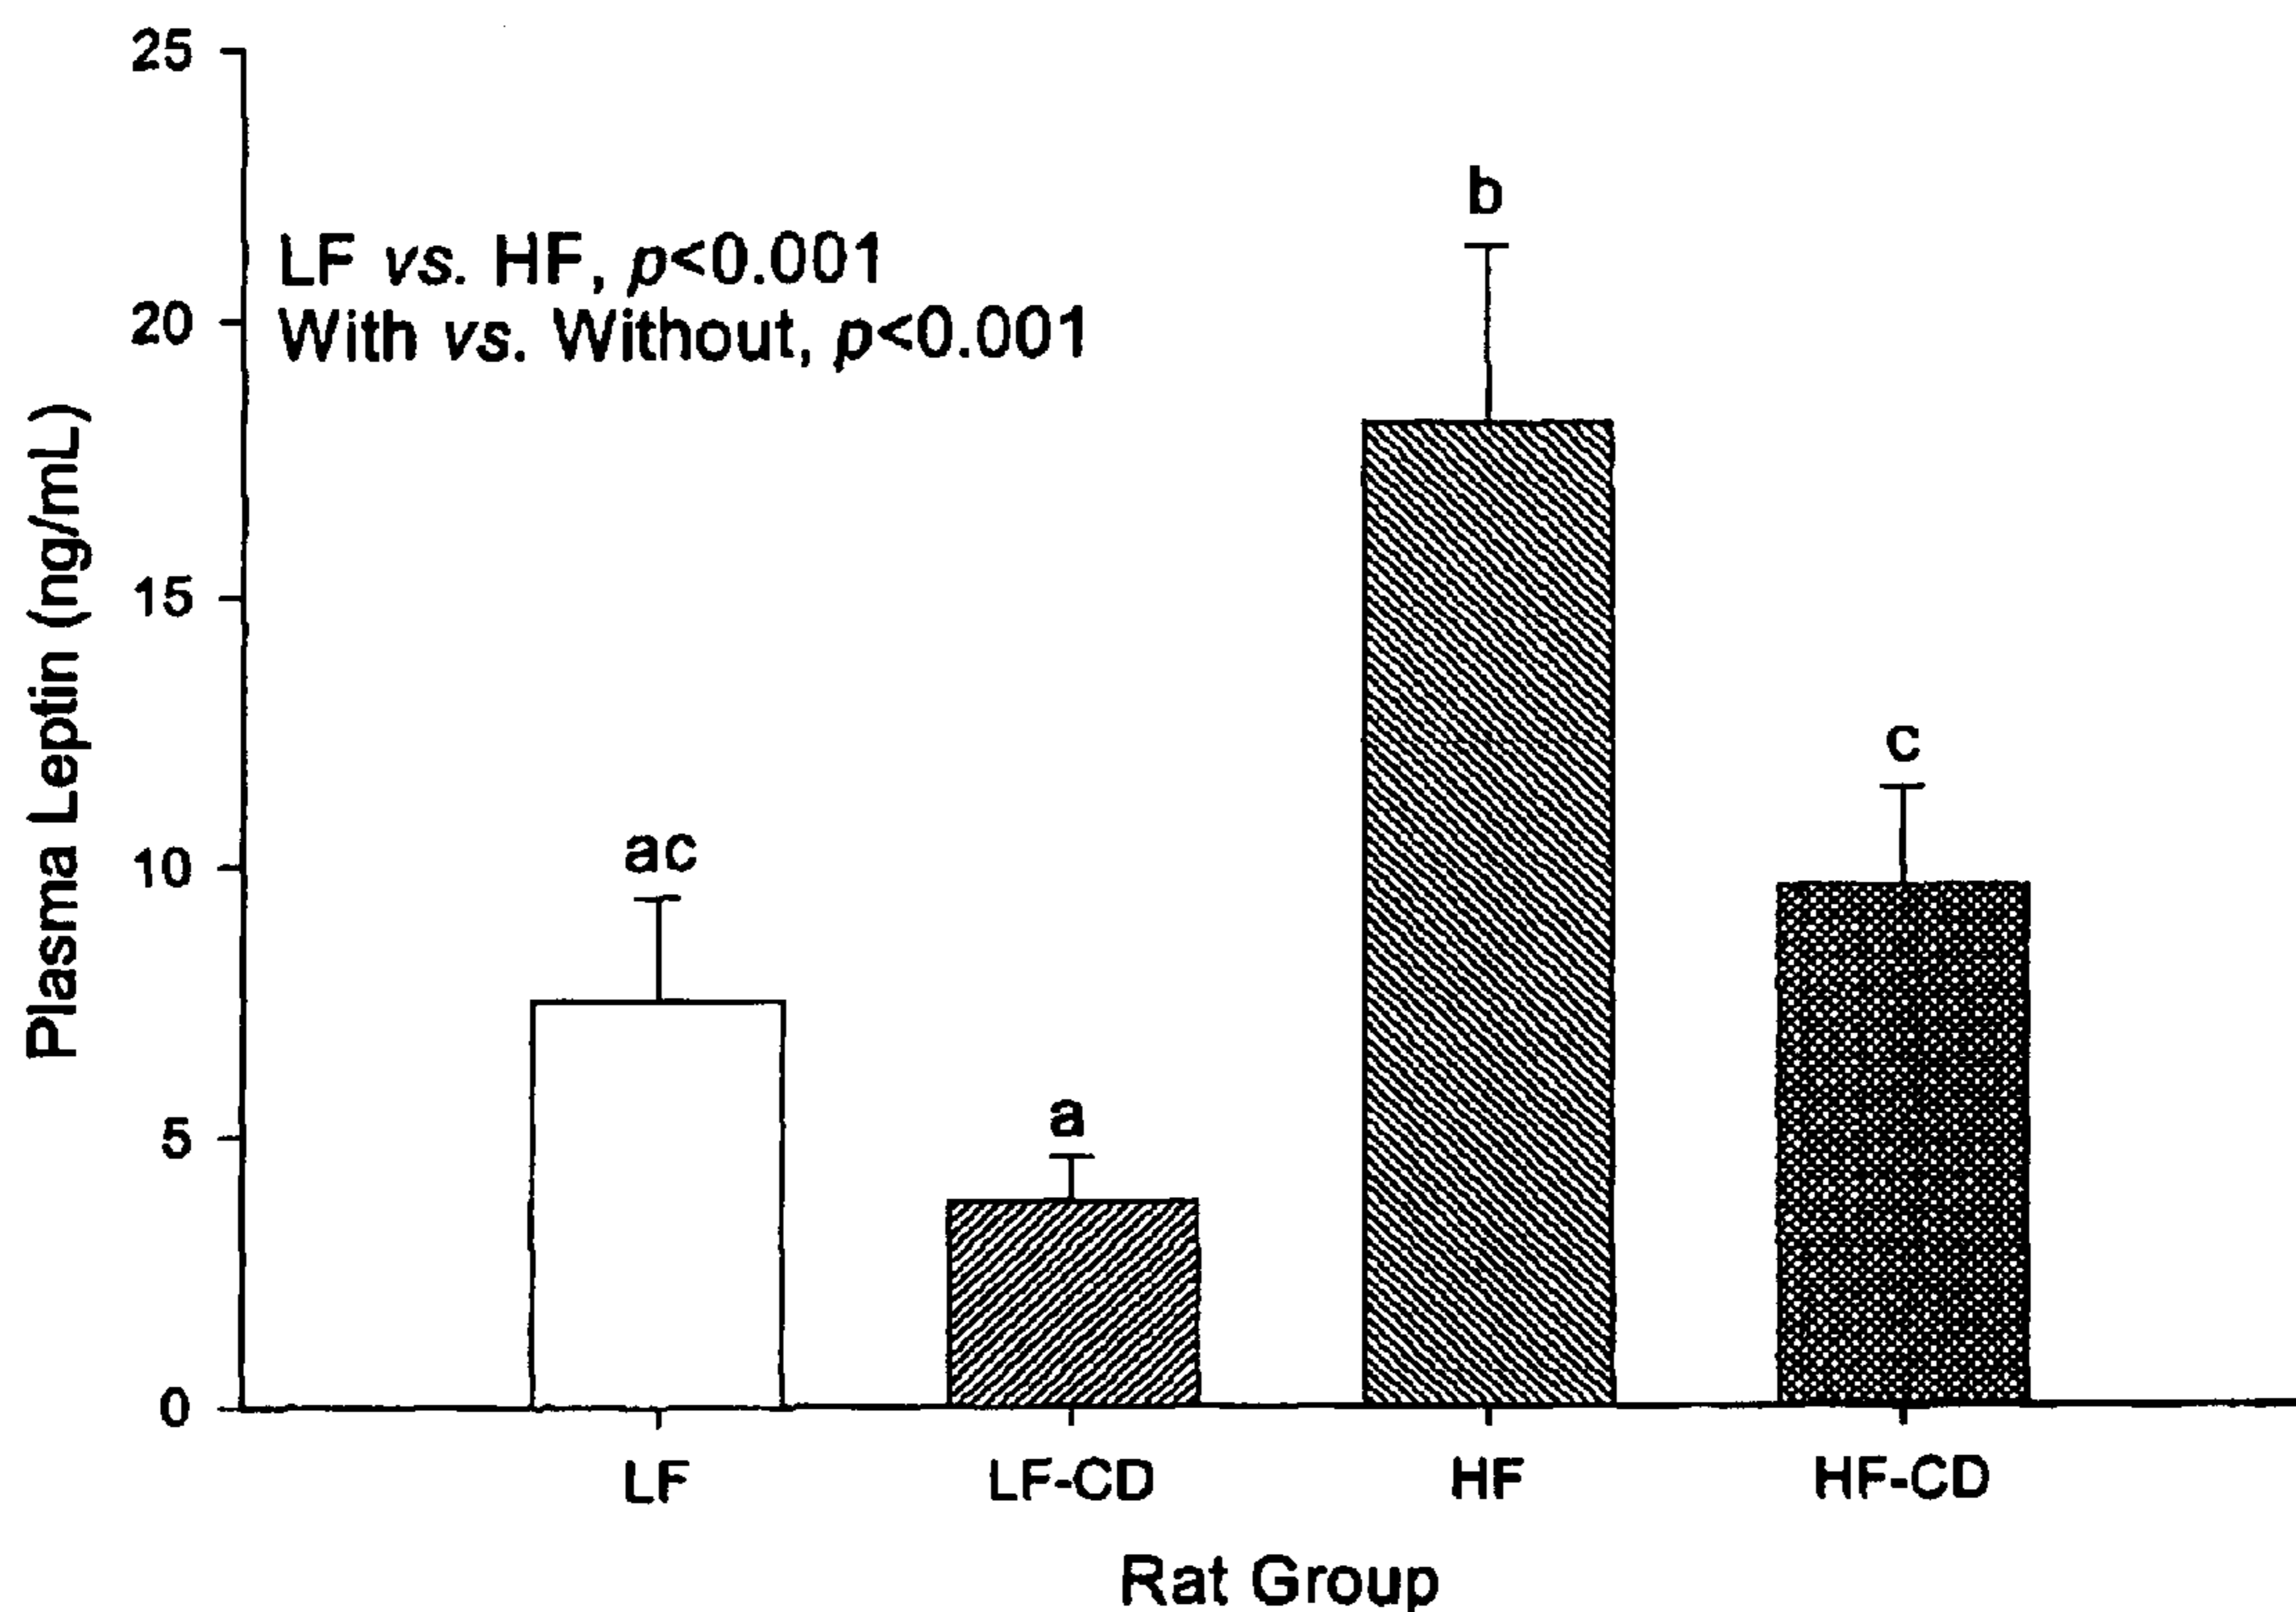 25
20
15
10
5
0
Plasma Leptin (ng/mL)
LF vs. HF, p<0.001
With vs. Without, p<0.001
ac
a
b
c
LF
LF-CD
HF
HF-CD
Rat Group